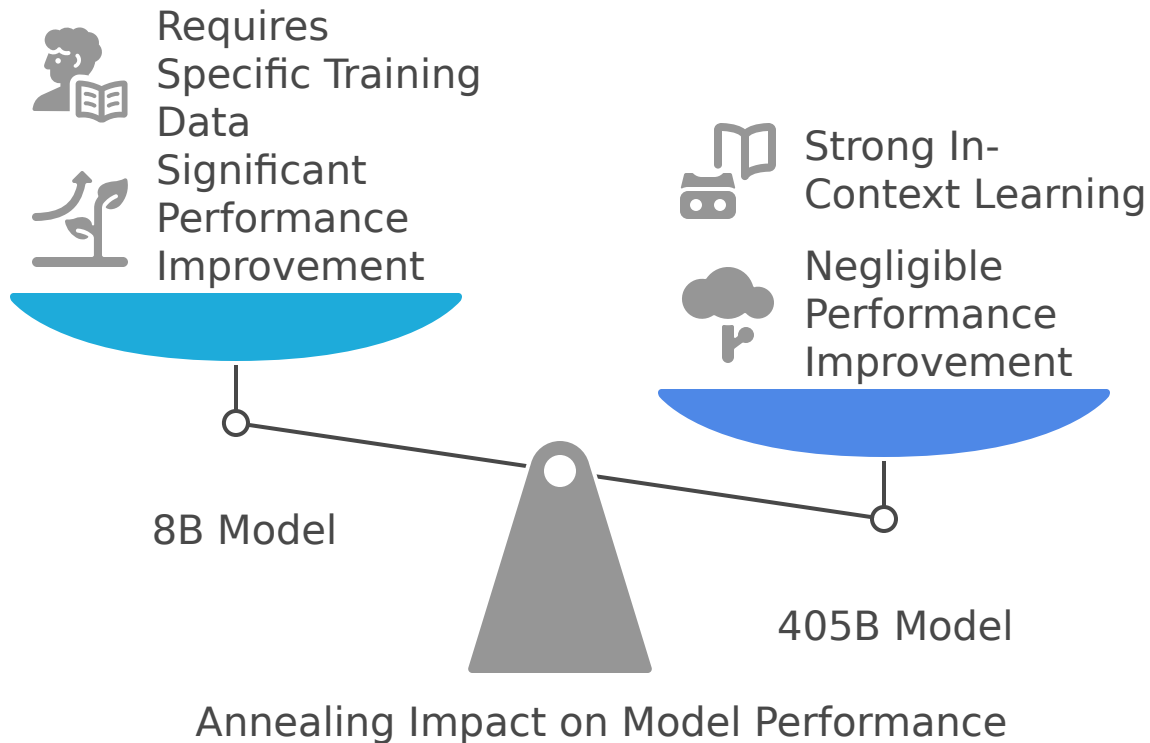 Requires
Specific Training
Data
Significant
Performance
Improvement
Strong In-
Context Learning
Negligible
Performance
Improvement
8B Model
405B Model
Annealing Impact on Model Performance